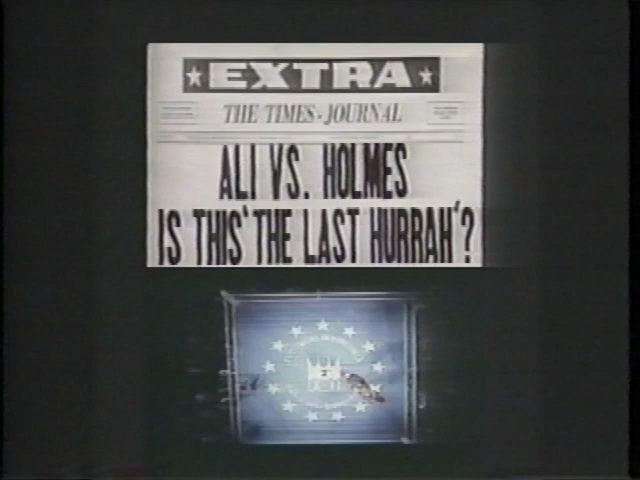 ★ EXTRA ★
THE TIMES-JOURNAL
ALI VS. HOLMES
IS THIS 'THE LAST HURRAH'?